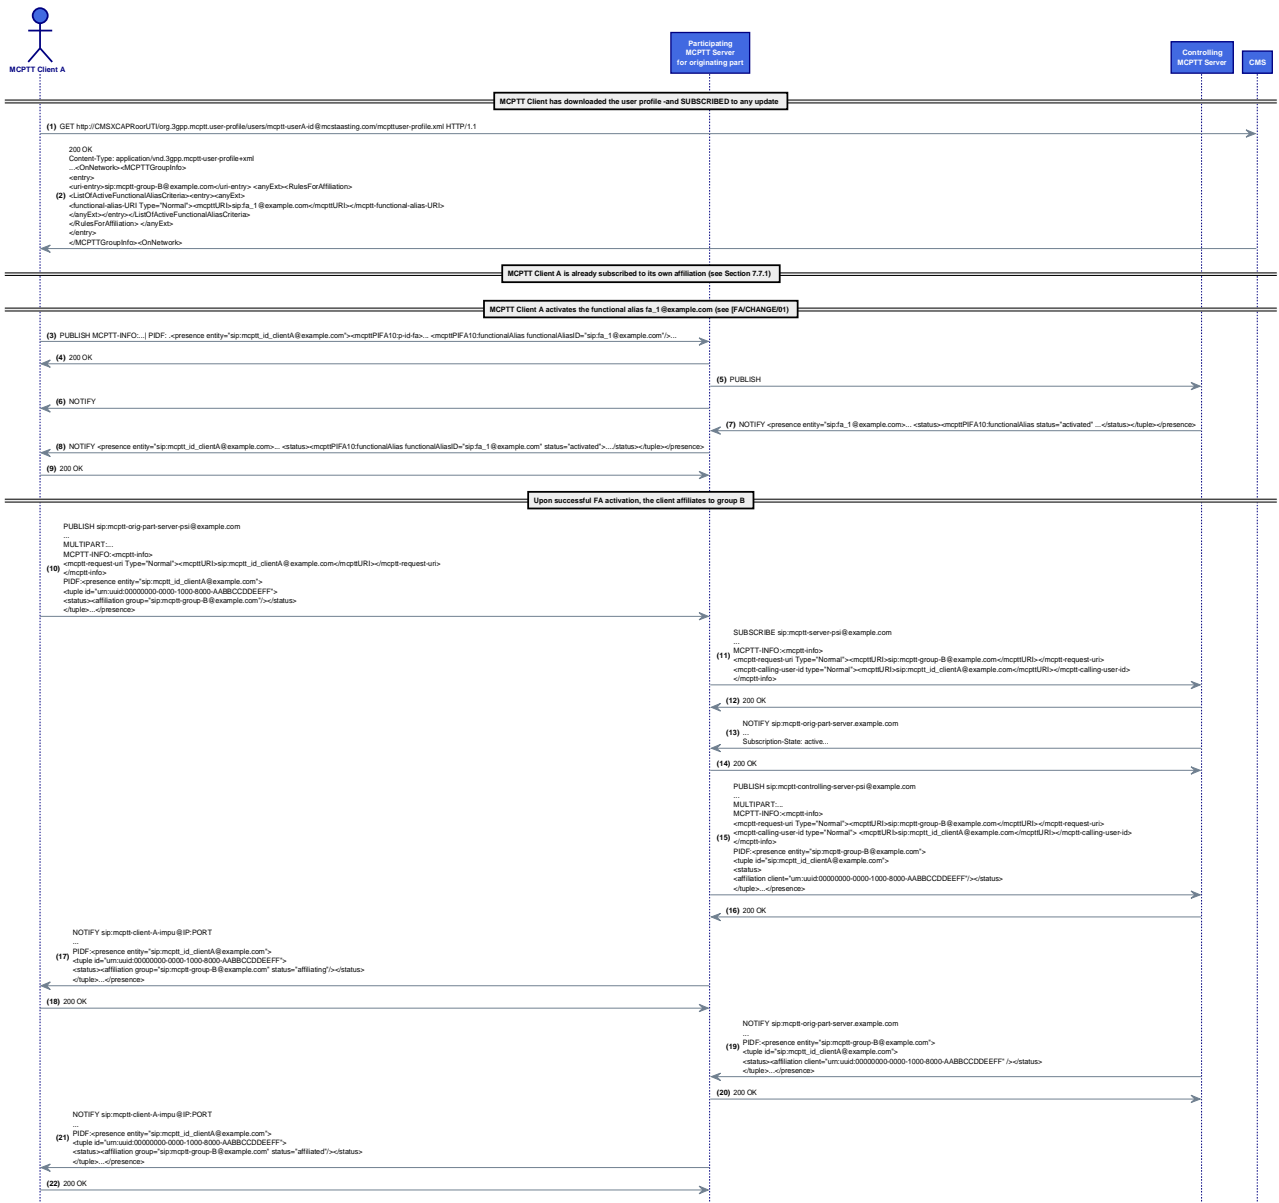 MCPTT Client A
Participating
MCPTT Server
for originating part
Controlling
MCPTT Server
CMS
MCPTT Client has downloaded the user profile -and SUBSCRIBED to any update
(1) GET http://CMSXCAPRoorUTI/org.3gpp.mcptt.user-profile/users/mcptt-userA-id@mcstaasting.com/mcpttuser-profile.xml HTTP/1.1
200 OK
Content-Type: application/vnd.3gpp.mcptt-user-profile+xml
...<OnNetwork><MCPTTGroupInfo>
<entry>
<uri-entry>sip:mcptt-group-B@example.com</uri-entry> <anyExt><RulesForAffiliation>
(2) <ListOfActiveFunctionalAliasCriteria><entry><anyExt>
<functional-alias-URI Type="Normal"><mcpttURI>sip:fa_1@example.com</mcpttURI></mcptt-functional-alias-URI>
</anyExt></entry></ListOfActiveFunctionalAliasCriteria>
</RulesForAffiliation> </anyExt>
</entry>
</MCPTTGroupInfo><OnNetwork>
MCPTT Client A is already subscribed to its own affiliation (see Section 7.7.1)
MCPTT Client A activates the functional alias fa_1@example.com (see [FA/CHANGE/01)
(3) PUBLISH MCPTT-INFO:...| PIDF: .<presence entity="sip:mcptt_id_clientA@example.com"><mcpttPIFA10:p-id-fa>... <mcpttPIFA10:functionalAlias functionalAliasID="sip:fa_1@example.com"/>...
(4) 200 OK
(5) PUBLISH
(6) NOTIFY
(7) NOTIFY <presence entity="sip:fa_1@example.com>... <status><mcpttPIFA10:functionalAlias status="activated" ...</status></tuple></presence>
(8) NOTIFY <presence entity="sip:mcptt_id_clientA@example.com>... <status><mcpttPIFA10:functionalAlias functionalAliasID="sip:fa_1@example.com" status="activated">..../status></tuple></presence>
(9) 200 OK
Upon successful FA activation, the client affiliates to group B
PUBLISH sip:mcptt-orig-part-server-psi@example.com
...
MULTIPART:...
MCPTT-INFO:<mcptt-info>
<mcptt-request-uri Type="Normal"><mcpttURI>sip:mcptt_id_clientA@example.com</mcpttURI></mcptt-request-uri>
(10) </mcptt-info>
PIDF:<presence entity="sip:mcptt_id_clientA@example.com">
<tuple id="urn:uuid:00000000-0000-1000-8000-AABBCCDDEEFF">
<status><affiliation group="sip:mcptt-group-B@example.com"/></status>
</tuple>...</presence>
SUBSCRIBE sip:mcptt-server-psi@example.com
...
(11) MCPTT-INFO:<mcptt-info>
<mcptt-request-uri Type="Normal"><mcpttURI>sip:mcptt-group-B@example.com</mcpttURI></mcptt-request-uri>
<mcptt-calling-user-id type="Normal"><mcpttURI>sip:mcptt_id_clientA@example.com</mcpttURI></mcptt-calling-user-id>
</mcptt-info>
(12) 200 OK
NOTIFY sip:mcptt-orig-part-server.example.com
(13) ...
Subscription-State: active...
(14) 200 OK
PUBLISH sip:mcptt-controlling-server-psi@example.com
...
MULTIPART:...
MCPTT-INFO:<mcptt-info>
<mcptt-request-uri Type="Normal"><mcpttURI>sip:mcptt-group-B@example.com</mcpttURI></mcptt-request-uri>
(15) <mcptt-calling-user-id type="Normal"> <mcpttURI>sip:mcptt_id_clientA@example.com</mcpttURI></mcptt-calling-user-id>
</mcptt-info>
PIDF:<presence entity="sip:mcptt-group-B@example.com">
<tuple id="sip:mcptt_id_clientA@example.com">
<status>
<affiliation client="urn:uuid:00000000-0000-1000-8000-AABBCCDDEEFF"/></status>
</tuple>...</presence>
(16) 200 OK
NOTIFY sip:mcptt-client-A-impu@IP:PORT
...
(17) PIDF:<presence entity="sip:mcptt_id_clientA@example.com">
<tuple id="urn:uuid:00000000-0000-1000-8000-AABBCCDDEEFF">
<status><affiliation group="sip:mcptt-group-B@example.com" status="affiliating"/></status>
</tuple>...</presence>
(18) 200 OK
NOTIFY sip:mcptt-orig-part-server.example.com
...
(19) PIDF:<presence entity="sip:mcptt-group-B@example.com">
<tuple id="sip:mcptt_id_clientA@example.com">
<status><affiliation client="urn:uuid:00000000-0000-1000-8000-AABBCCDDEEFF" /></status>
</tuple>...</presence>
(20) 200 OK
NOTIFY sip:mcptt-client-A-impu@IP:PORT
...
(21) PIDF:<presence entity="sip:mcptt_id_clientA@example.com">
<tuple id="urn:uuid:00000000-0000-1000-8000-AABBCCDDEEFF">
<status><affiliation group="sip:mcptt-group-B@example.com" status="affiliated"/></status>
</tuple>...</presence>
(22) 200 OK